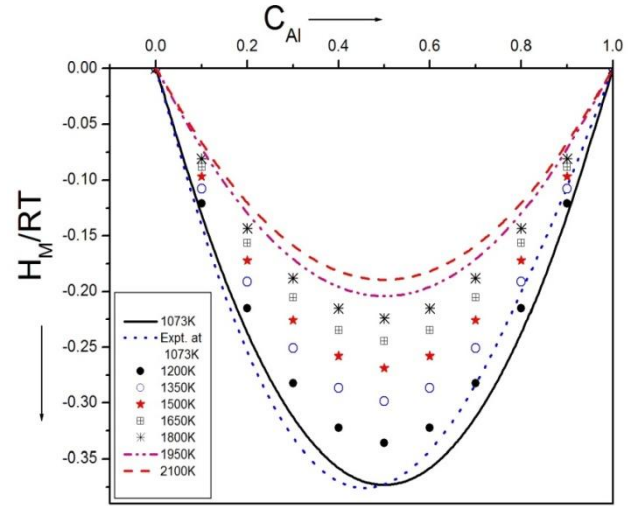 C_Al
0.0 0.2 0.4 0.6 0.8 1.0
0.00
-0.05
-0.10
-0.15
-0.20
-0.25
-0.30
-0.35
H_M/RT
1073K
Expt. at
1073K
1200K
1350K
1500K
1650K
1800K
1950K
2100K